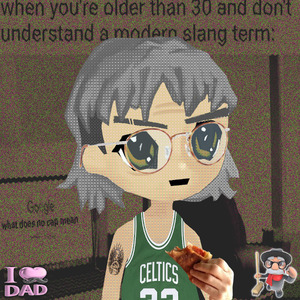 when you're older than 30 and don't
understand a modern slang term:
Google
what does no cap mean
CELTICS
33
I
DAD